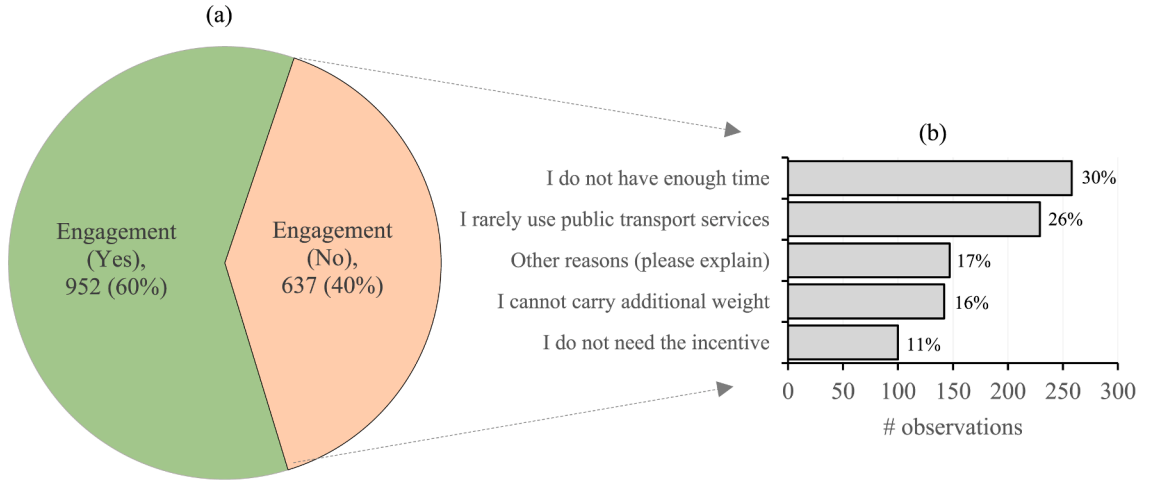 (a)
Engagement
(Yes),
952 (60%)
Engagement
(No),
637 (40%)
(b)
I do not have enough time
30%
I rarely use public transport services
26%
Other reasons (please explain)
17%
I cannot carry additional weight
16%
I do not need the incentive
11%
0 50 100 150 200 250 300
# observations